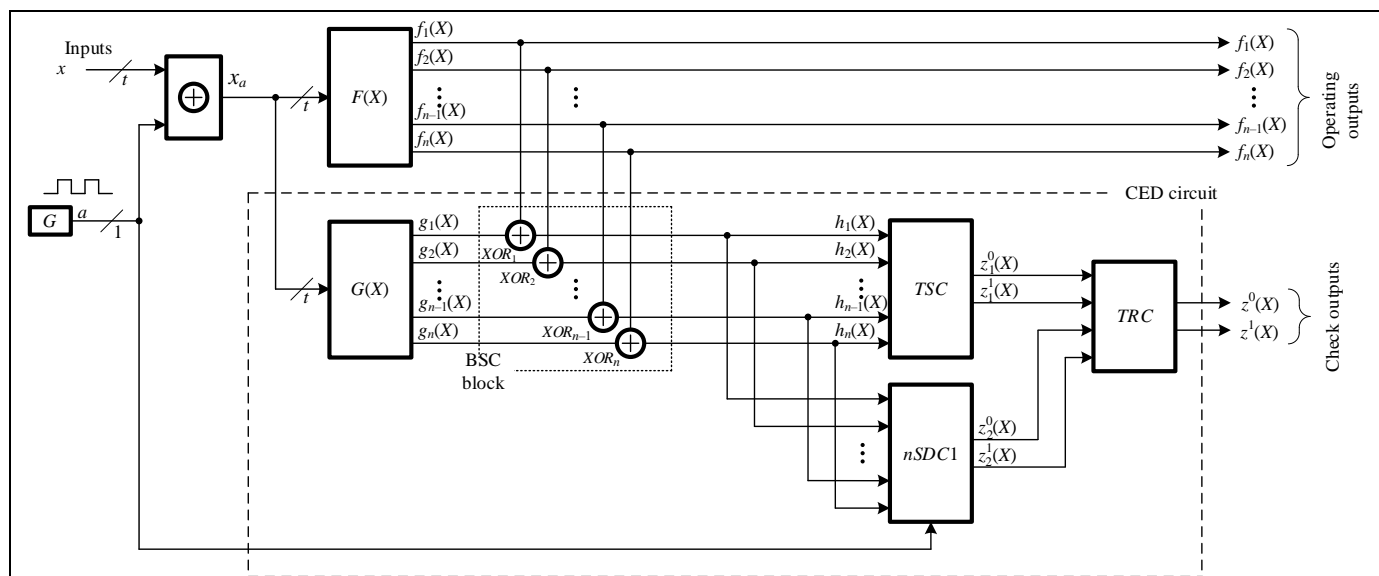 Inputs
x
t
⊕
x_a
t
F(X)
f_1(X)
f_2(X)
⋮
f_{n–1}(X)
f_n(X)
⋮
f_1(X)
f_2(X)
⋮
f_{n–1}(X)
f_n(X)
Operating
outputs
G
a
1
CED circuit
t
G(X)
g_1(X)
g_2(X)
⋮
g_{n–1}(X)
g_n(X)
XOR_1
XOR_2
⋮
XOR_{n–1}
XOR_n
BSC
block
h_1(X)
h_2(X)
⋮
h_{n–1}(X)
h_n(X)
TSC
z_1^0(X)
z_1^1(X)
TRC
z^0(X)
z^1(X)
Check outputs
⋮
nSDC1
z_2^0(X)
z_2^1(X)